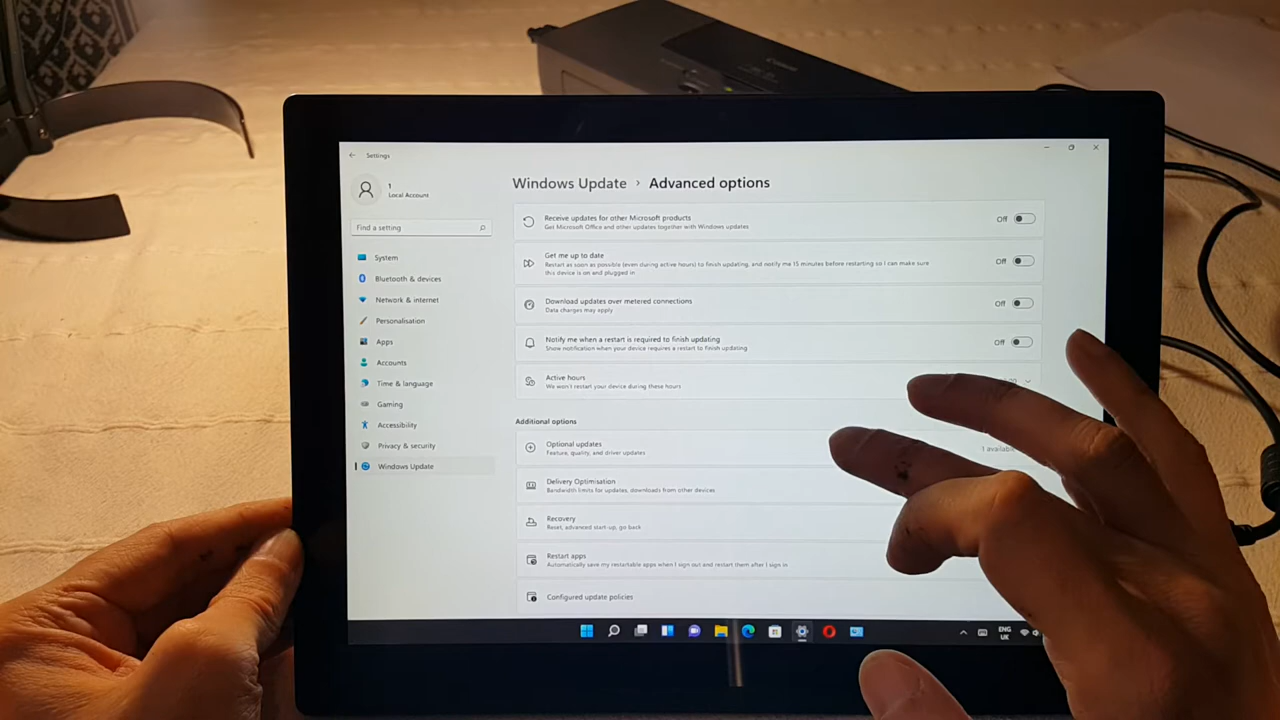 Canon
Settings
1
Local Account
Find a setting
System
Bluetooth & devices
Network & internet
Personalisation
Apps
Accounts
Time & language
Gaming
Accessibility
Privacy & security
Windows Update
Windows Update › Advanced options
Receive updates for other Microsoft products
Off
Get Microsoft Office and other updates together with Windows updates
Get me up to date
Off
Restart as soon as possible (even during active hours) to finish updating, and notify me 15 minutes before restarting so I can make sure
this device is on and plugged in
Download updates over metered connections
Off
Data charges may apply
Notify me when a restart is required to finish updating
Off
Show notification when your device requires a restart to finish updating
Active hours
We won't restart your device during these hours
Additional options
Optional updates
1 available
Feature, quality, and driver updates
Delivery Optimisation
Bandwidth limits for updates, downloads from other devices
Recovery
Reset, advanced start-up, go back
Restart apps
Automatically save my restartable apps when I sign out and restart them after I sign in
Configured update policies
ENG
UK